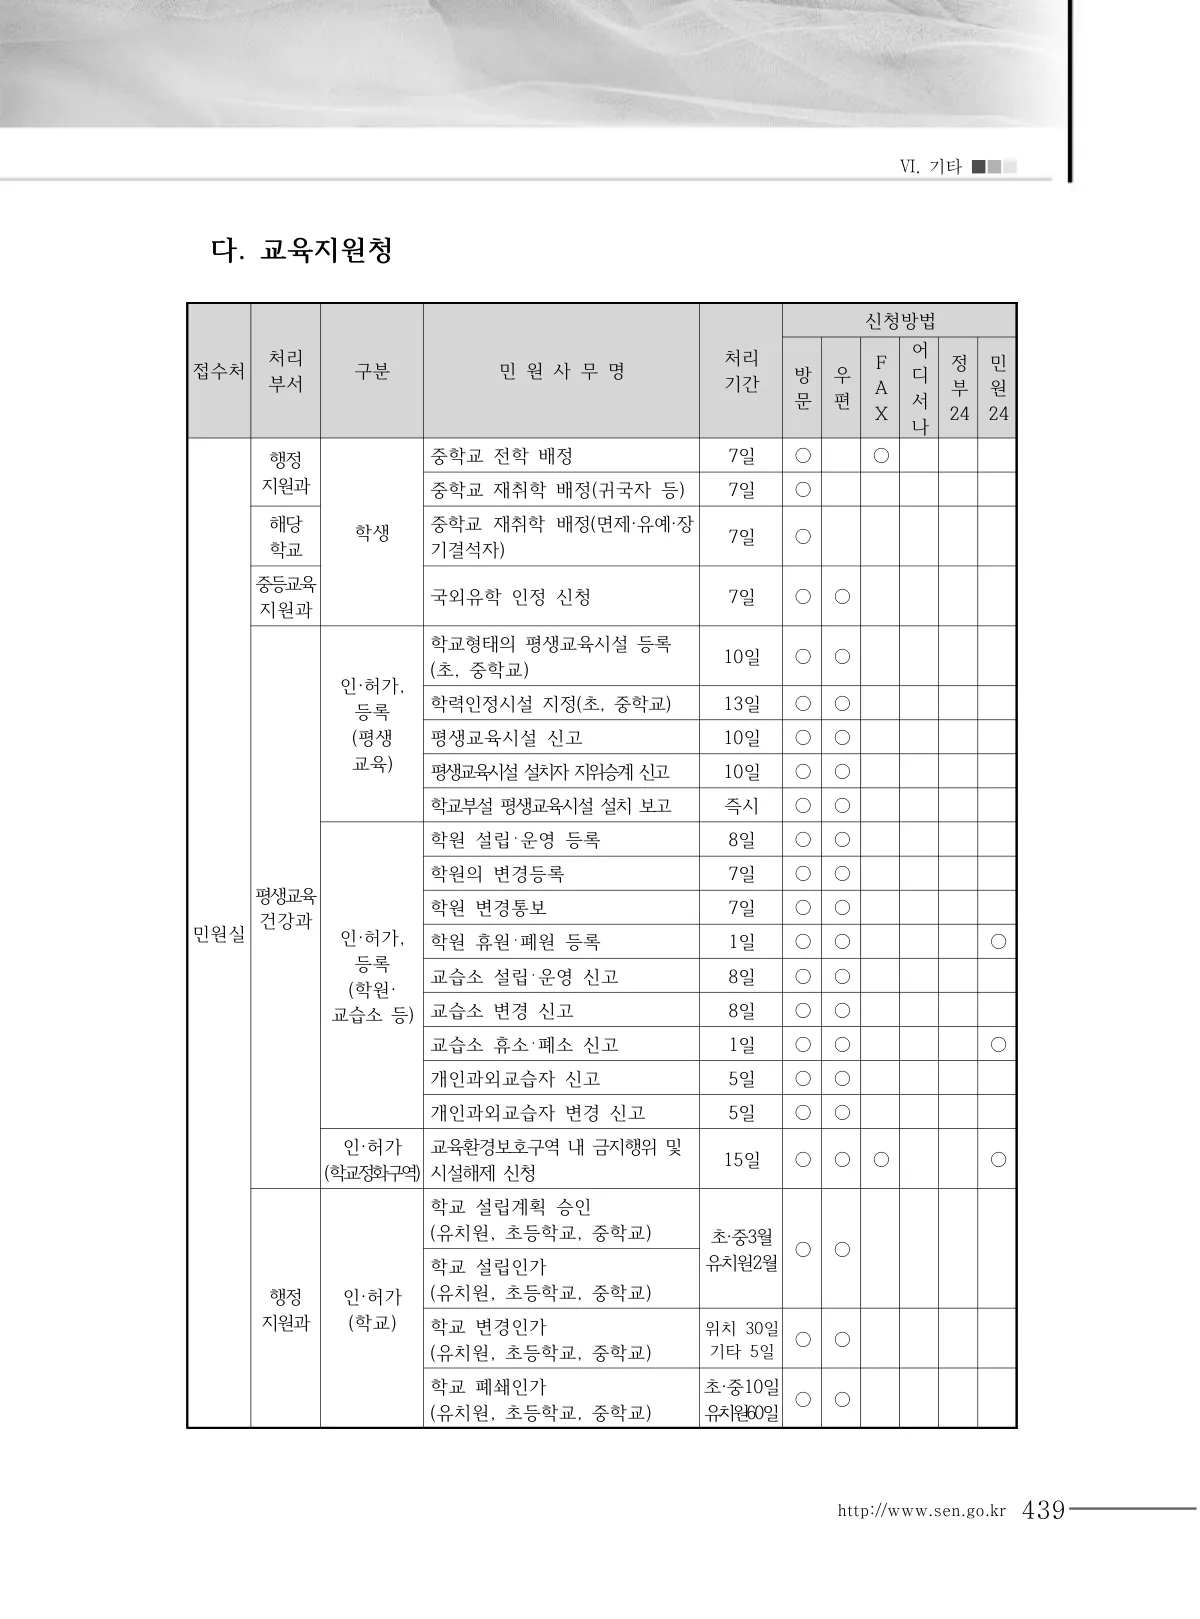 Ⅵ. 기타
다. 교육지원청
접수처
처리
부서
구분
민 원 사 무 명
처리
기간
신청방법
방
문
우
편
F
A
X
어
디
서
나
정
부
24
민
원
24
민원실
행정
지원과
학생
중학교 전학 배정 7일 ○ ○
중학교 재취학 배정(귀국자 등) 7일 ○
해당
학교
중학교 재취학 배정(면제·유예·장
기결석자)
7일 ○
중등교육
지원과
국외유학 인정 신청 7일 ○ ○
평생교육
건강과
인·허가,
등록
(평생
교육)
학교형태의 평생교육시설 등록
(초, 중학교)
10일 ○ ○
학력인정시설 지정(초, 중학교) 13일 ○ ○
평생교육시설 신고 10일 ○ ○
평생교육시설 설치자 지위승계 신고 10일 ○ ○
학교부설 평생교육시설 설치 보고 즉시 ○ ○
인·허가,
등록
(학원·
교습소 등)
학원 설립·운영 등록 8일 ○ ○
학원의 변경등록 7일 ○ ○
학원 변경통보 7일 ○ ○
학원 휴원·폐원 등록 1일 ○ ○ ○
교습소 설립·운영 신고 8일 ○ ○
교습소 변경 신고 8일 ○ ○
교습소 휴소·폐소 신고 1일 ○ ○ ○
개인과외교습자 신고 5일 ○ ○
개인과외교습자 변경 신고 5일 ○ ○
인·허가
(학교정화구역)
교육환경보호구역 내 금지행위 및
시설해제 신청
15일 ○ ○ ○ ○
행정
지원과
인·허가
(학교)
학교 설립계획 승인
(유치원, 초등학교, 중학교)
초·중3월
유치원2월
○ ○
학교 설립인가
(유치원, 초등학교, 중학교)
학교 변경인가
(유치원, 초등학교, 중학교)
위치 30일
기타 5일
○ ○
학교 폐쇄인가
(유치원, 초등학교, 중학교)
초·중10일
유치원60일
○ ○
http://www.sen.go.kr 439